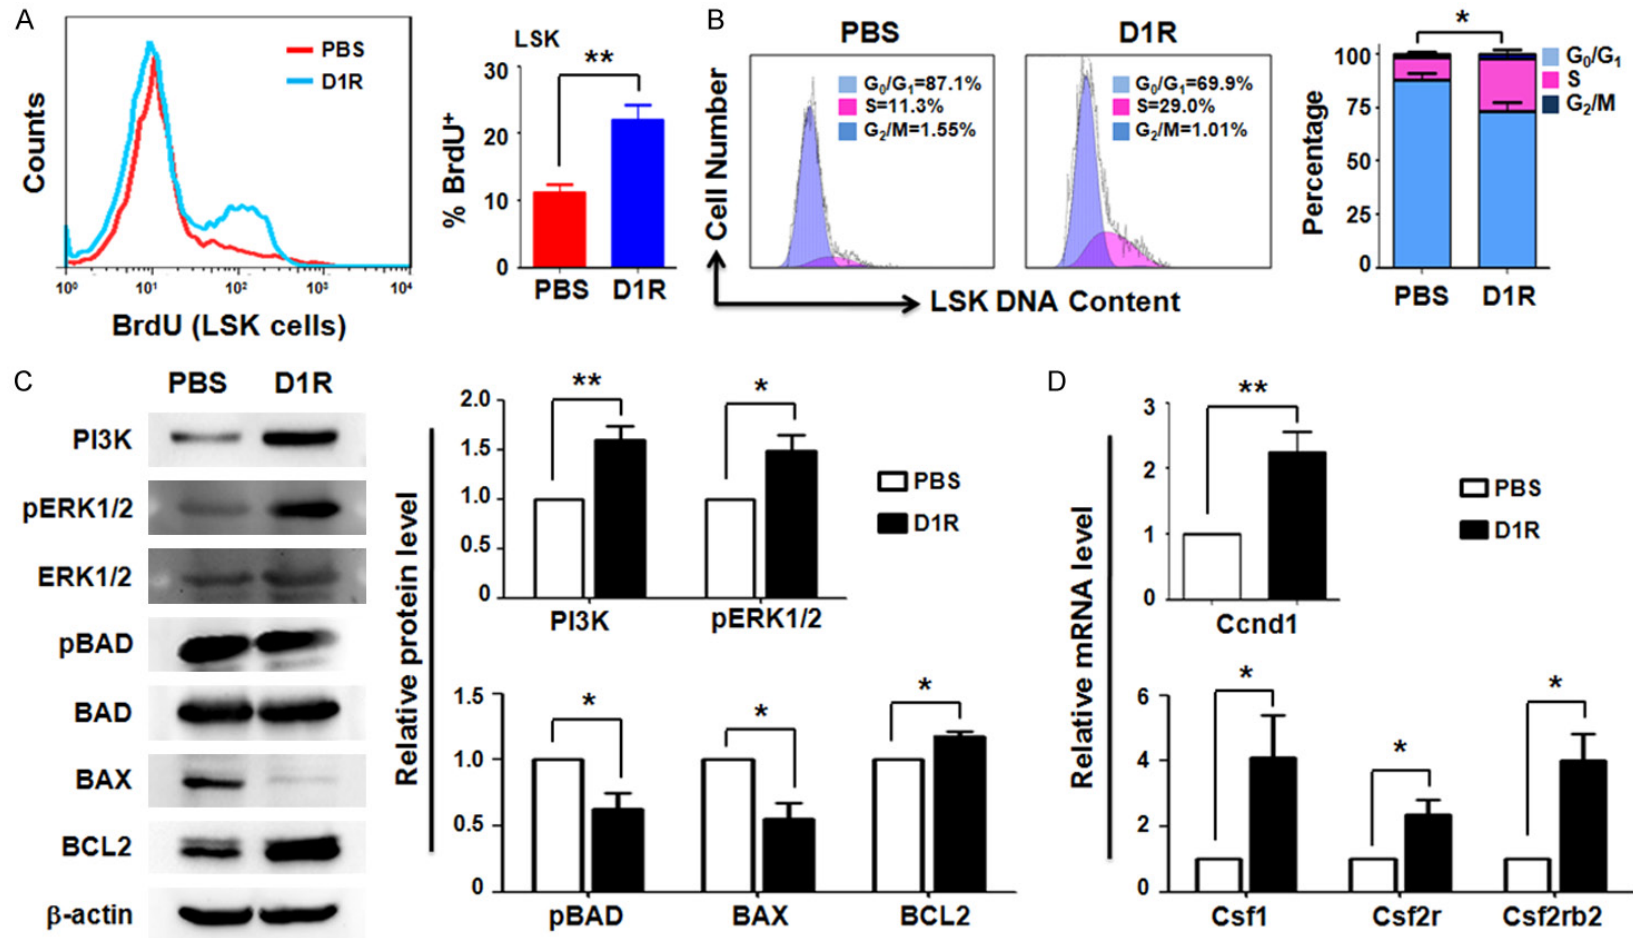 A
PBS
D1R
Counts
10⁰ 10¹ 10² 10³ 10⁴
BrdU (LSK cells)
LSK
**
% BrdU⁺
30
20
10
0
PBS D1R
B
PBS
D1R
Cell Number
G₀/G₁=87.1%
S=11.3%
G₂/M=1.55%
G₀/G₁=69.9%
S=29.0%
G₂/M=1.01%
LSK DNA Content
*
Percentage
100
75
50
25
0
PBS D1R
G₀/G₁
S
G₂/M
C
PBS D1R
PI3K
pERK1/2
ERK1/2
pBAD
BAD
BAX
BCL2
β-actin
Relative protein level
2.0
1.5
1.0
0.5
0
** *
PI3K pERK1/2
PBS
D1R
1.5
1.0
0.5
0
* * *
pBAD BAX BCL2
D
Relative mRNA level
3
2
1
0
**
Ccnd1
PBS
D1R
6
4
2
0
* * *
Csf1 Csf2r Csf2rb2